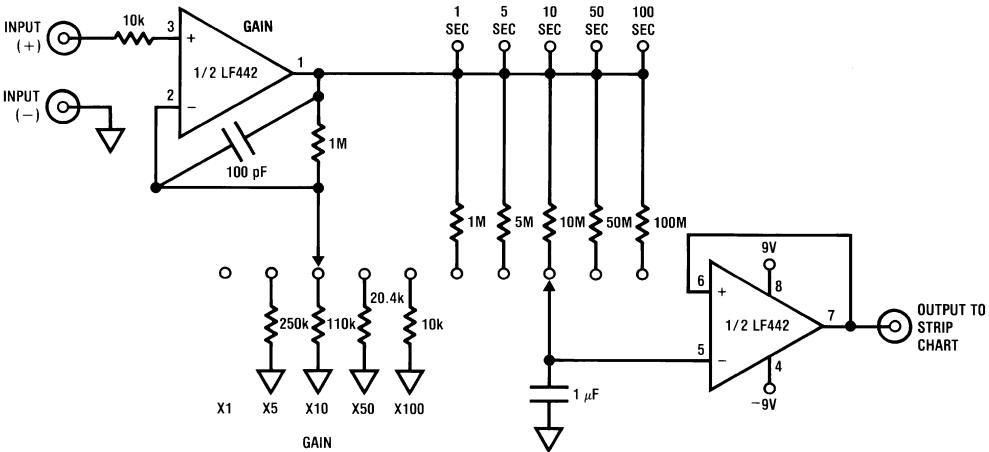 INPUT
(+)
10k
3
+
GAIN
1/2 LF442
1
2
−
INPUT
(−)
100 pF
1M
1
SEC
5
SEC
10
SEC
50
SEC
100
SEC
1M
5M
10M
50M
100M
250k
110k
20.4k
10k
X1
X5
X10
X50
X100
GAIN
1 μF
6
+
5
−
1/2 LF442
9V
8
4
−9V
7
OUTPUT TO
STRIP
CHART